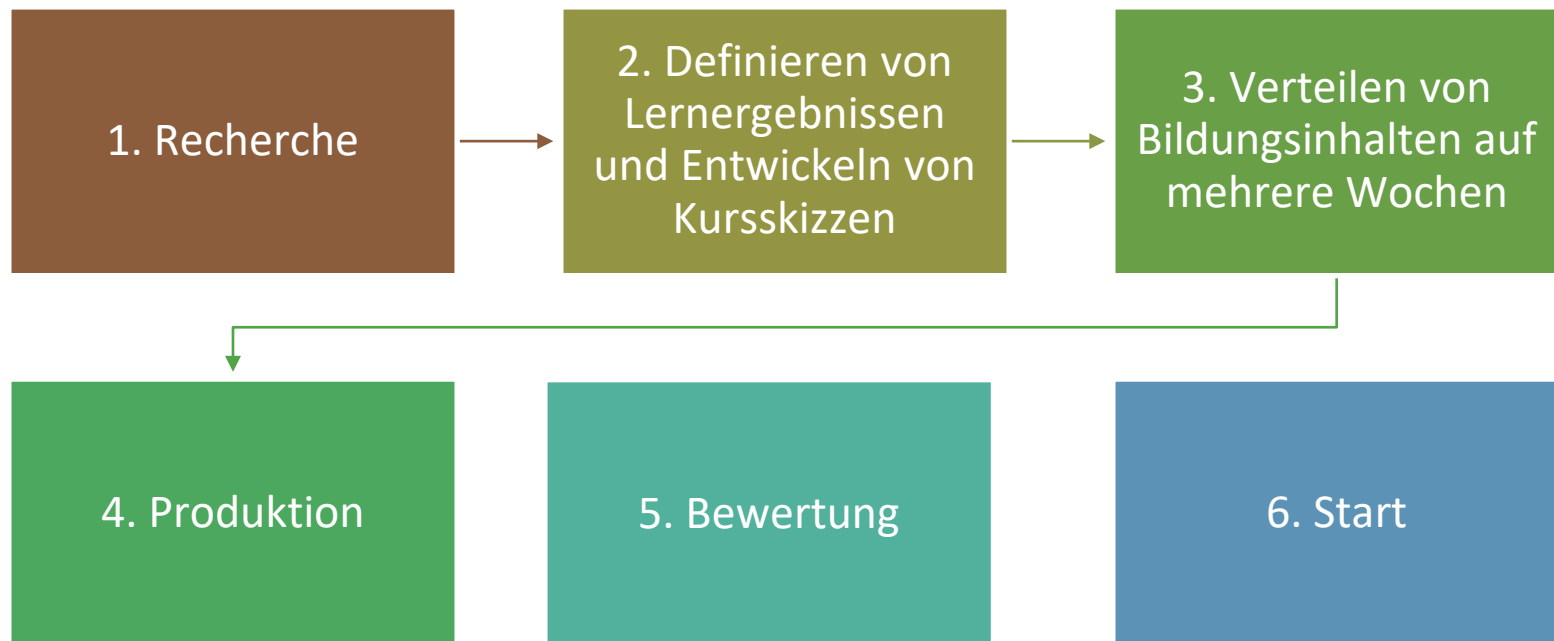 1. Recherche
2. Definieren von
Lernergebnissen
und Entwickeln von
Kursskizzen
3. Verteilen von
Bildungsinhalten auf
mehrere Wochen
4. Produktion
5. Bewertung
6. Start